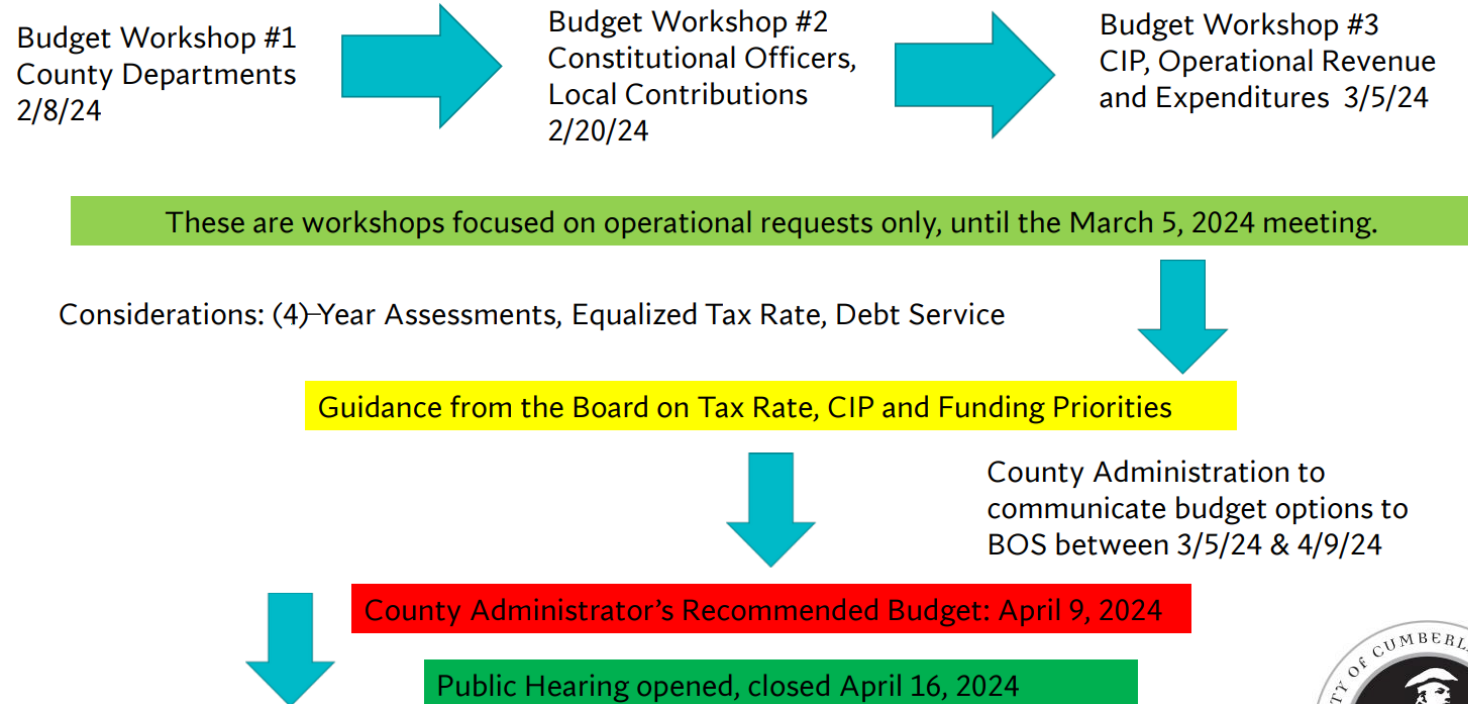 Budget Workshop #1
County Departments
2/8/24
Budget Workshop #2
Constitutional Officers,
Local Contributions
2/20/24
Budget Workshop #3
CIP, Operational Revenue
and Expenditures 3/5/24
These are workshops focused on operational requests only, until the March 5, 2024 meeting.
Considerations: (4)–Year Assessments, Equalized Tax Rate, Debt Service
Guidance from the Board on Tax Rate, CIP and Funding Priorities
County Administration to
communicate budget options to
BOS between 3/5/24 & 4/9/24
County Administrator’s Recommended Budget: April 9, 2024
Public Hearing opened, closed April 16, 2024
OF